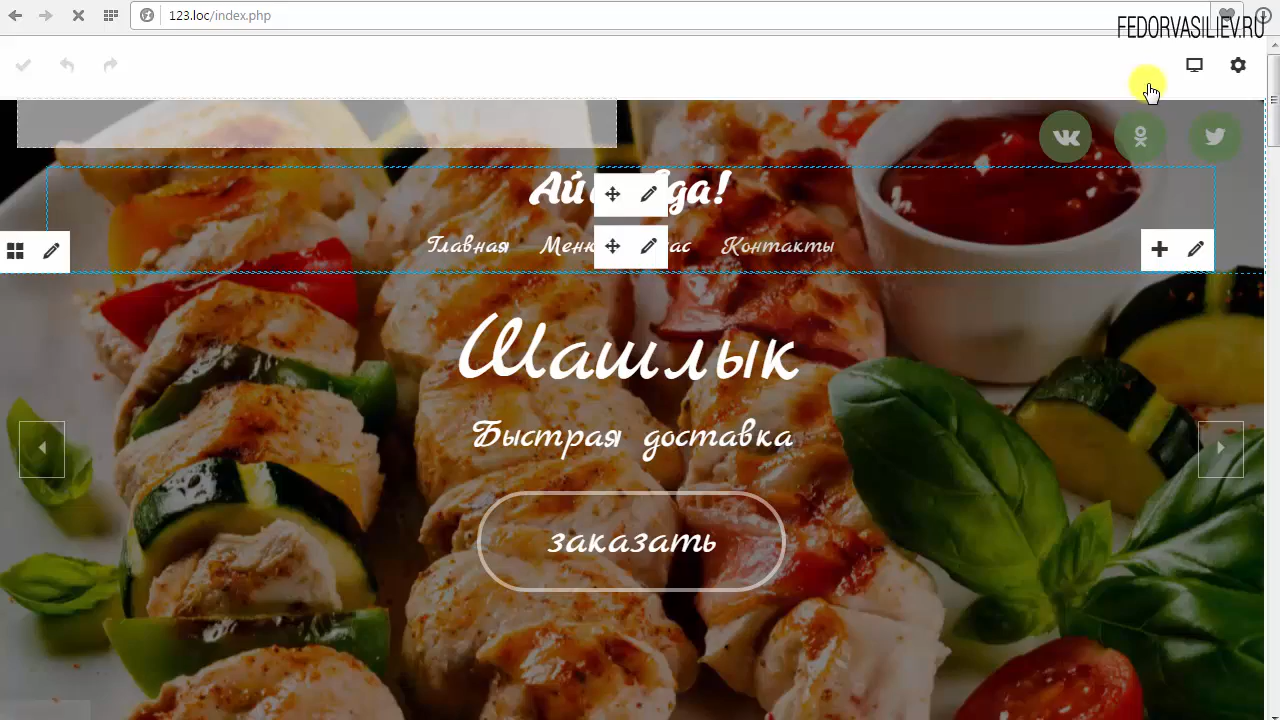 123.loc/index.php
FEDORVASILIEV.RU
Главная
Контакты
Шашлык
Быстрая доставка
заказать